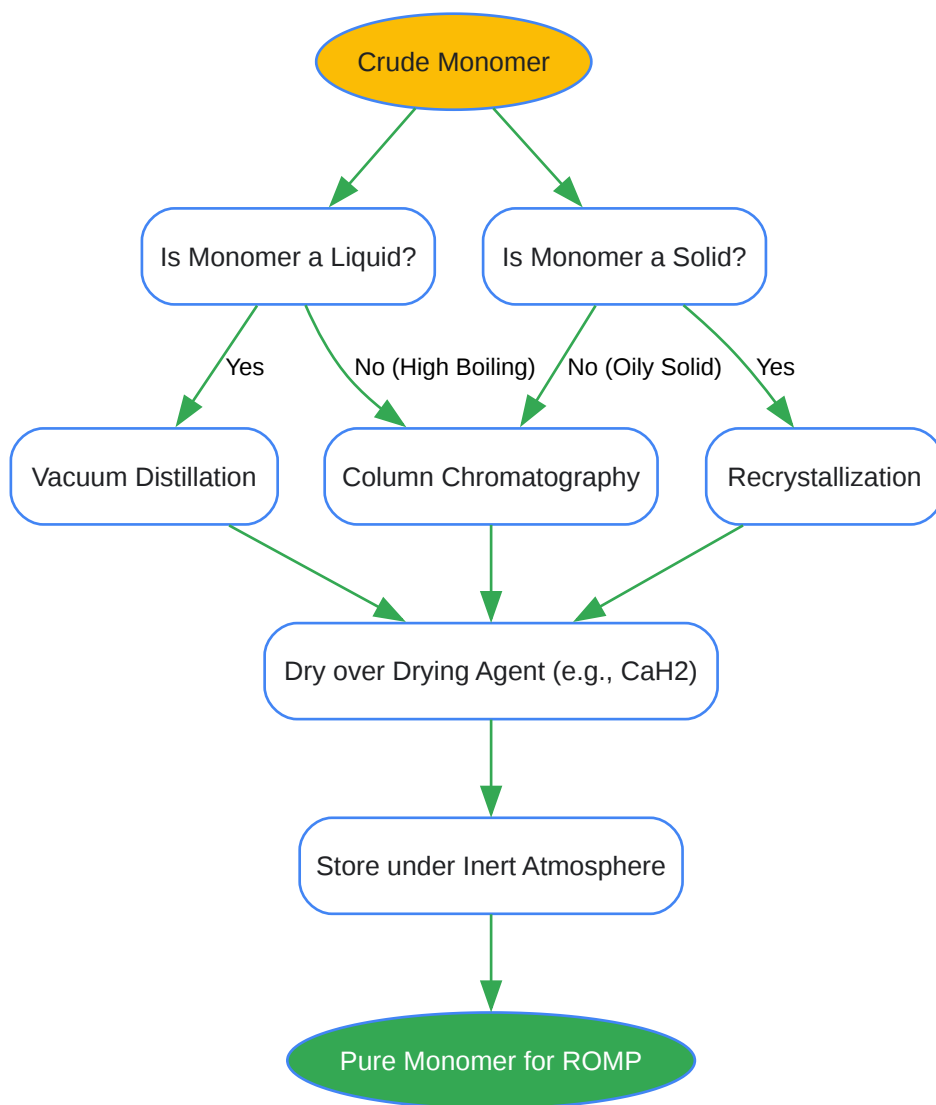 Crude Monomer
Is Monomer a Liquid?
Is Monomer a Solid?
Yes
No (High Boiling)
No (Oily Solid)
Yes
Vacuum Distillation
Column Chromatography
Recrystallization
Dry over Drying Agent (e.g., CaH2)
Store under Inert Atmosphere
Pure Monomer for ROMP